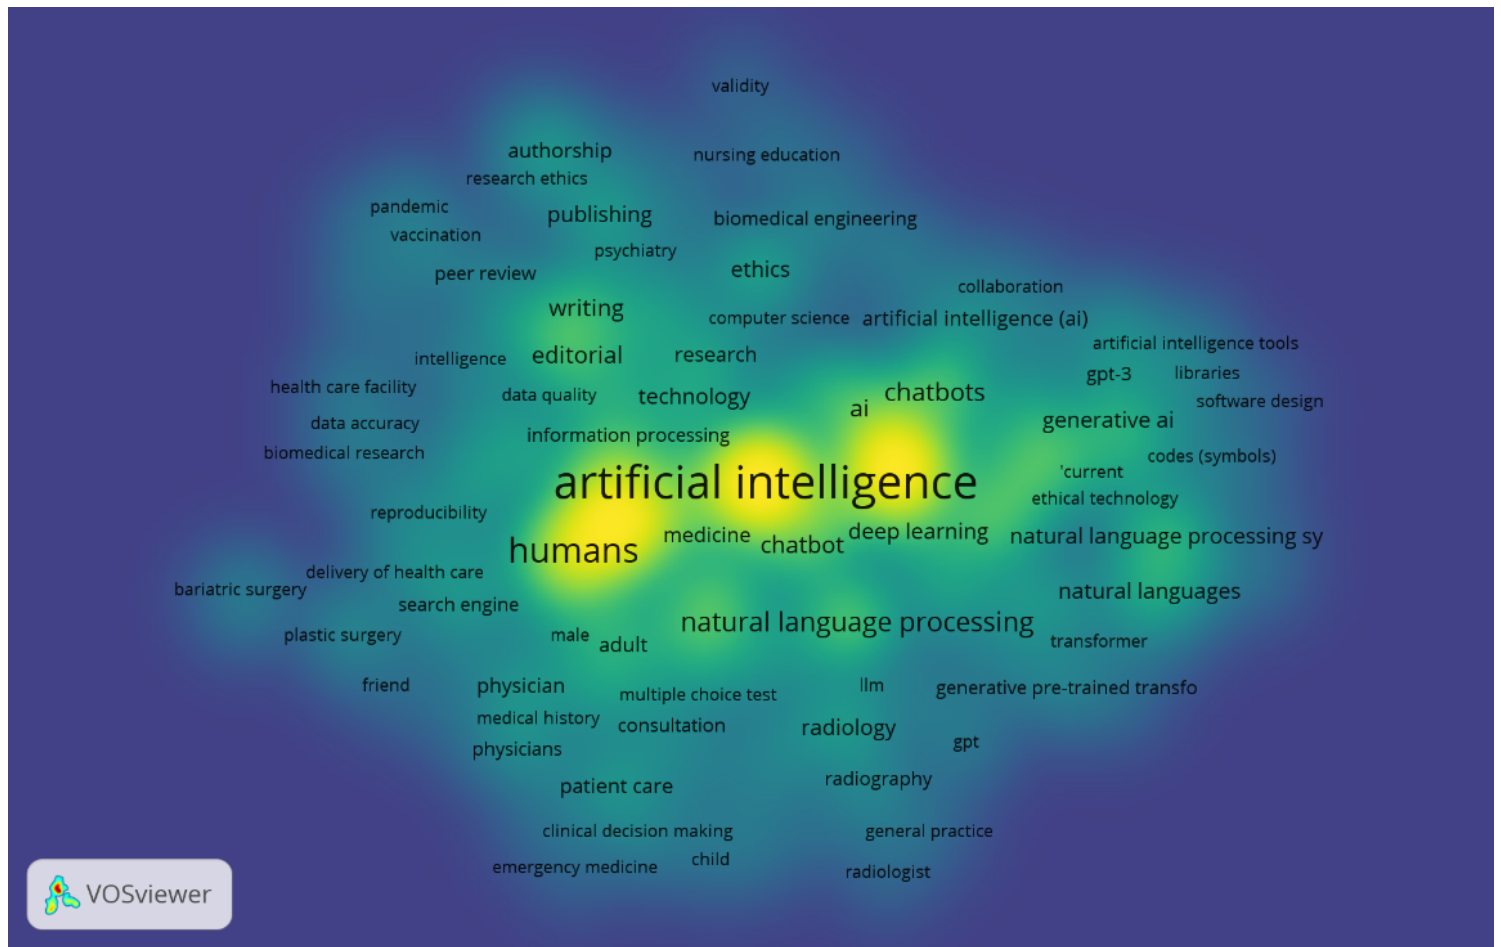 validity
authorship
nursing education
research ethics
pandemic
publishing
biomedical engineering
vaccination
psychiatry
peer review
ethics
collaboration
writing
computer science
artificial intelligence (ai)
artificial intelligence tools
intelligence
editorial
research
gpt-3
libraries
health care facility
data quality
technology
ai
chatbots
software design
data accuracy
information processing
generative ai
biomedical research
codes (symbols)
'current
artificial intelligence
ethical technology
reproducibility
medicine
chatbot
deep learning
natural language processing sy
humans
delivery of health care
bariatric surgery
natural languages
search engine
natural language processing
plastic surgery
male
adult
transformer
friend
physician
multiple choice test
llm
generative pre-trained transfo
medical history
consultation
radiology
physicians
gpt
patient care
radiography
clinical decision making
general practice
emergency medicine
child
radiologist
VOSviewer